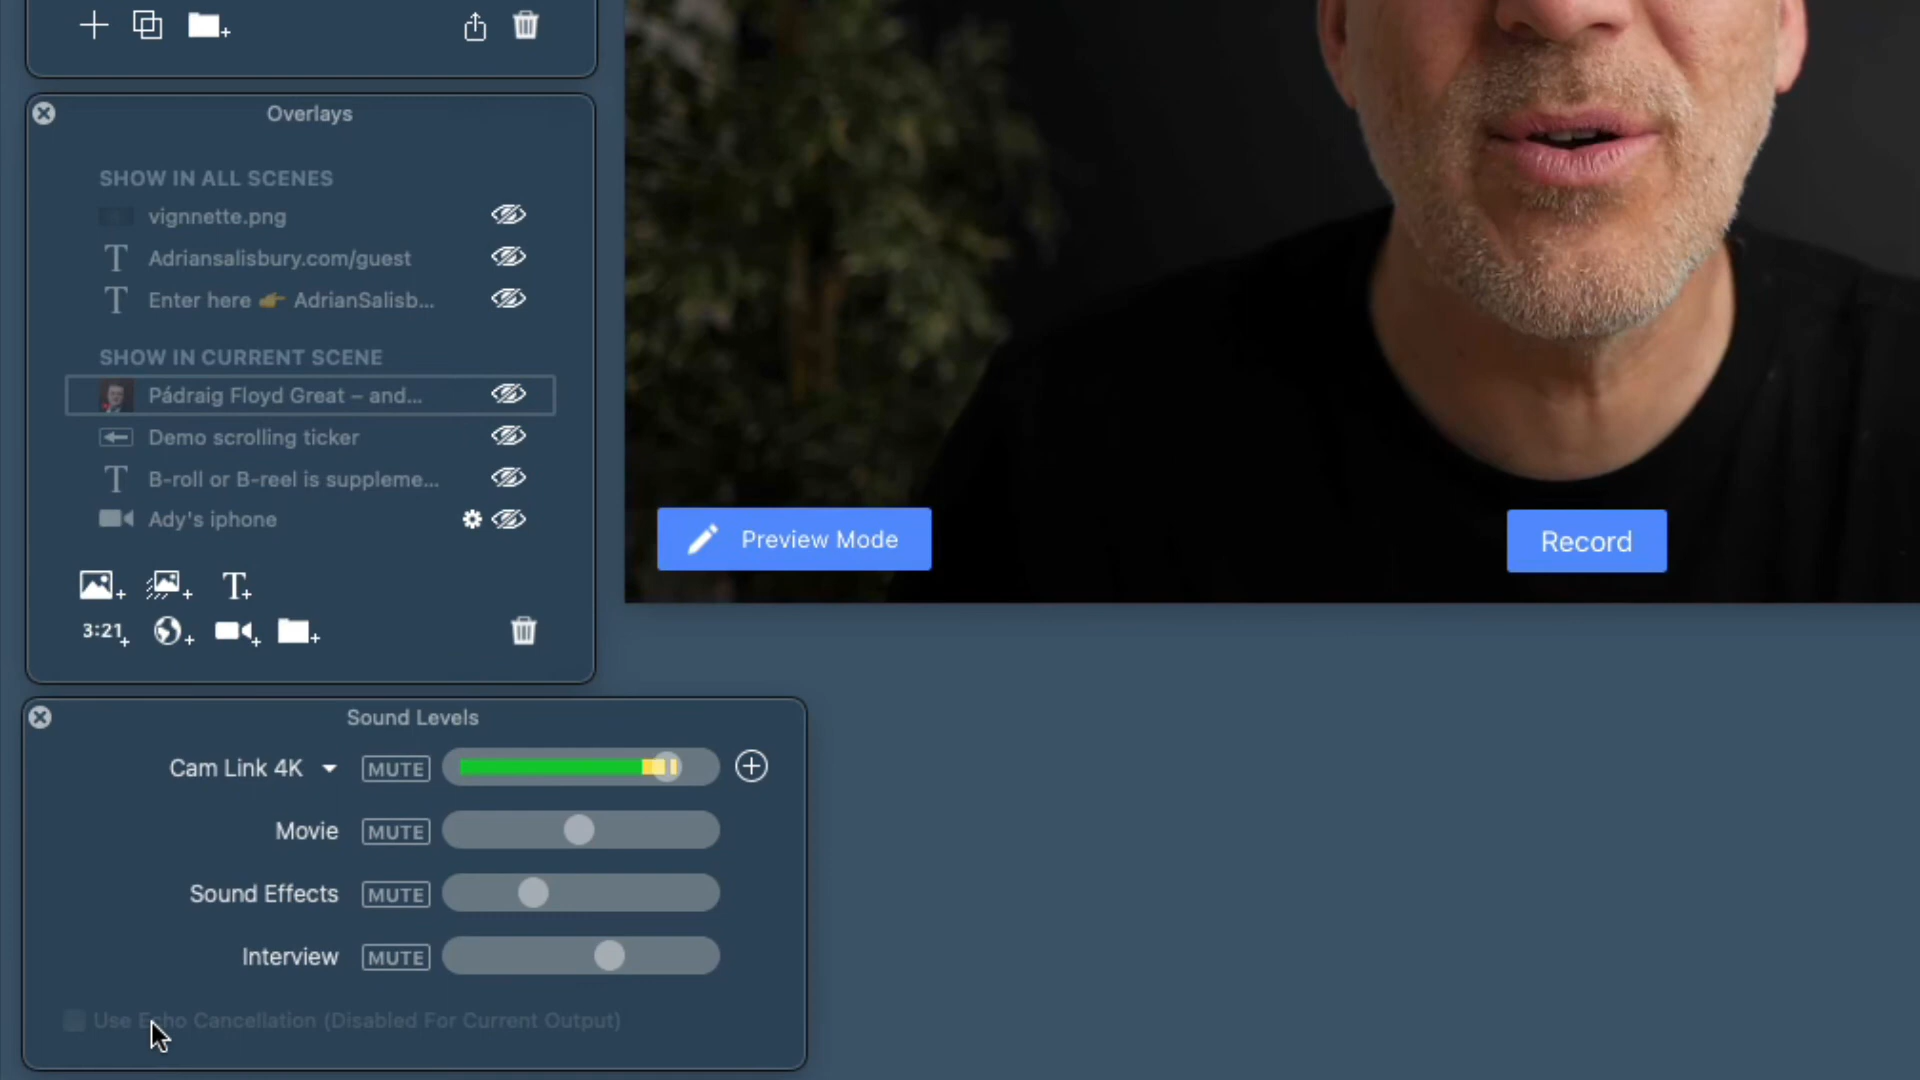 Overlays
SHOW IN ALL SCENES
vignnette.png
Adriansalisbury.com/guest
Enter here 👉 AdrianSalisb...
SHOW IN CURRENT SCENE
Pádraig Floyd Great – and...
Demo scrolling ticker
B-roll or B-reel is suppleme...
Ady's iphone
3:21
Preview Mode
Record
Sound Levels
Cam Link 4K MUTE
Movie MUTE
Sound Effects MUTE
Interview MUTE
Use Echo Cancellation (Disabled For Current Output)